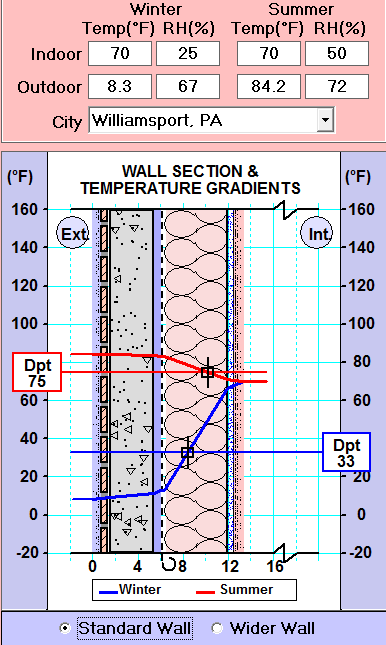 Winter Summer
Temp(°F) RH(%) Temp(°F) RH(%)
Indoor 70 25 70 50
Outdoor 8.3 67 84.2 72
City Williamsport, PA
WALL SECTION &
(°F) TEMPERATURE GRADIENTS (°F)
160 160
Ext. Int.
140 140
120 120
100 100
80 80
Dpt
75
60 60
40 40
Dpt
33
20 20
0 0
-20 -20
0 4 8 12 16
Winter Summer
Standard Wall Wider Wall